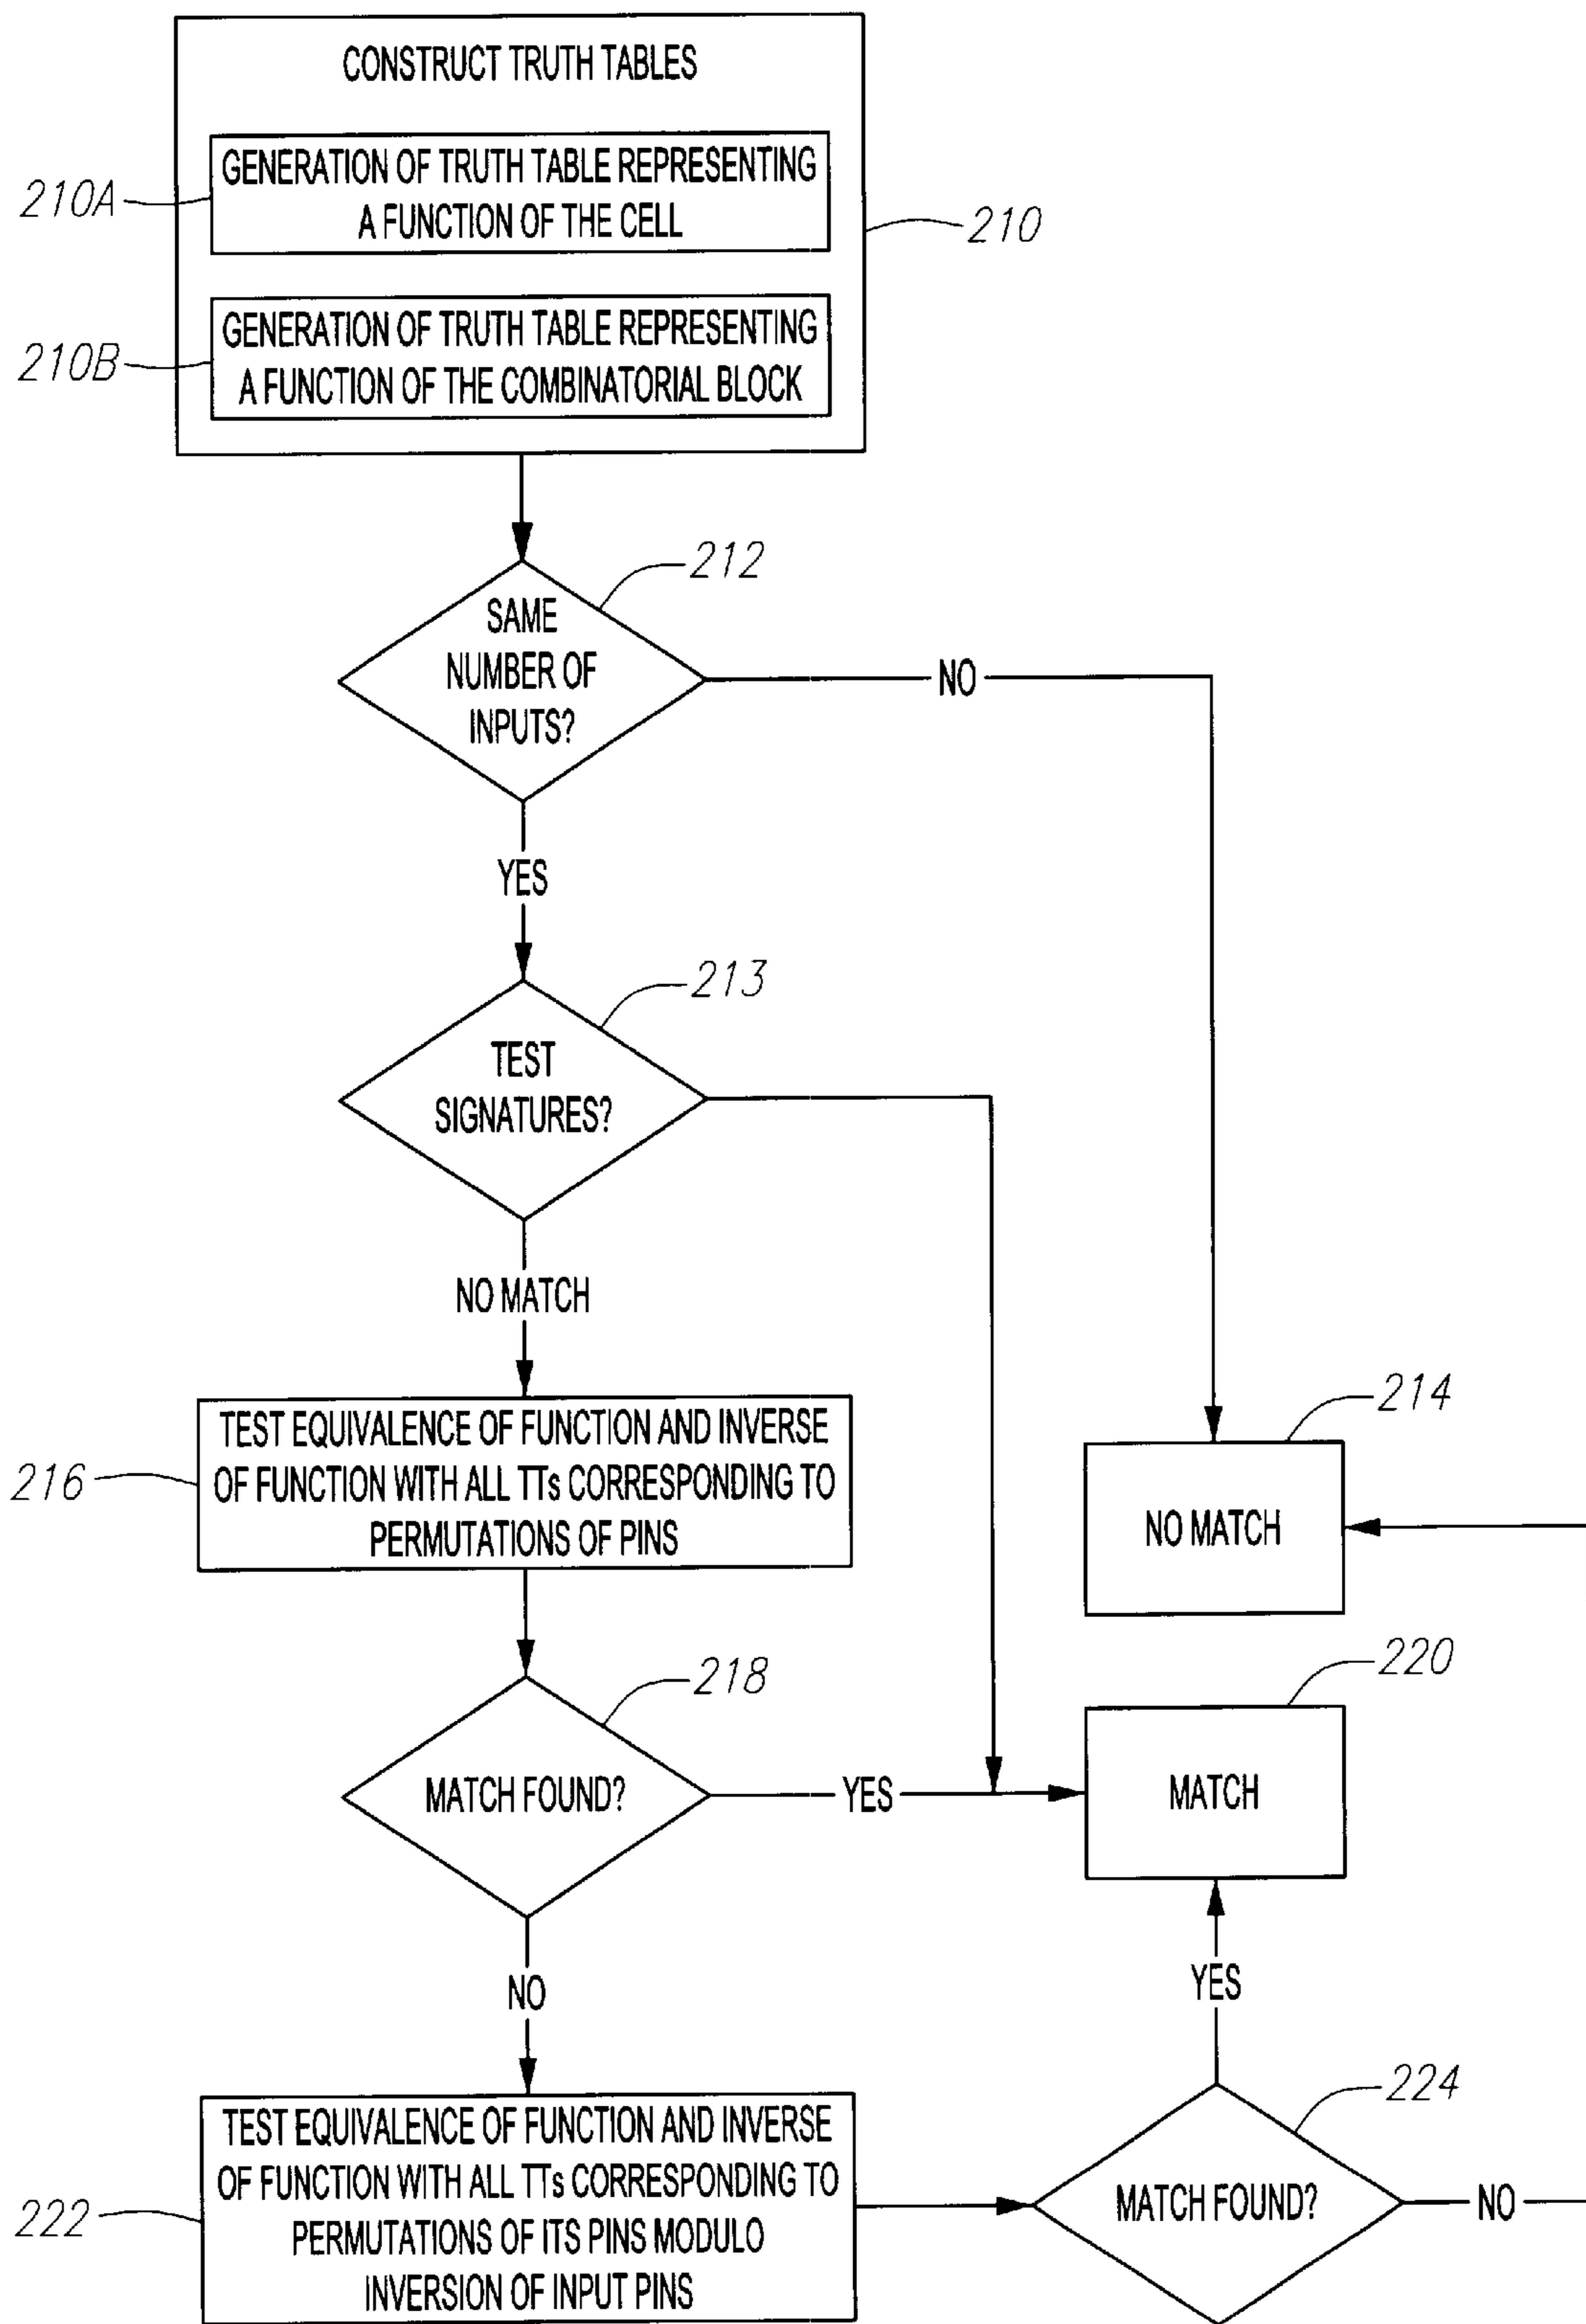 CONSTRUCT TRUTH TABLES
210A
GENERATION OF TRUTH TABLE REPRESENTING
A FUNCTION OF THE CELL
210
210B
GENERATION OF TRUTH TABLE REPRESENTING
A FUNCTION OF THE COMBINATORIAL BLOCK
212
SAME
NUMBER OF
INPUTS?
NO
YES
213
TEST
SIGNATURES?
NO MATCH
216
TEST EQUIVALENCE OF FUNCTION AND INVERSE
OF FUNCTION WITH ALL TTs CORRESPONDING TO
PERMUTATIONS OF PINS
214
NO MATCH
218
MATCH FOUND?
YES
220
MATCH
NO
YES
222
TEST EQUIVALENCE OF FUNCTION AND INVERSE
OF FUNCTION WITH ALL TTs CORRESPONDING TO
PERMUTATIONS OF ITS PINS MODULO
INVERSION OF INPUT PINS
224
MATCH FOUND?
NO